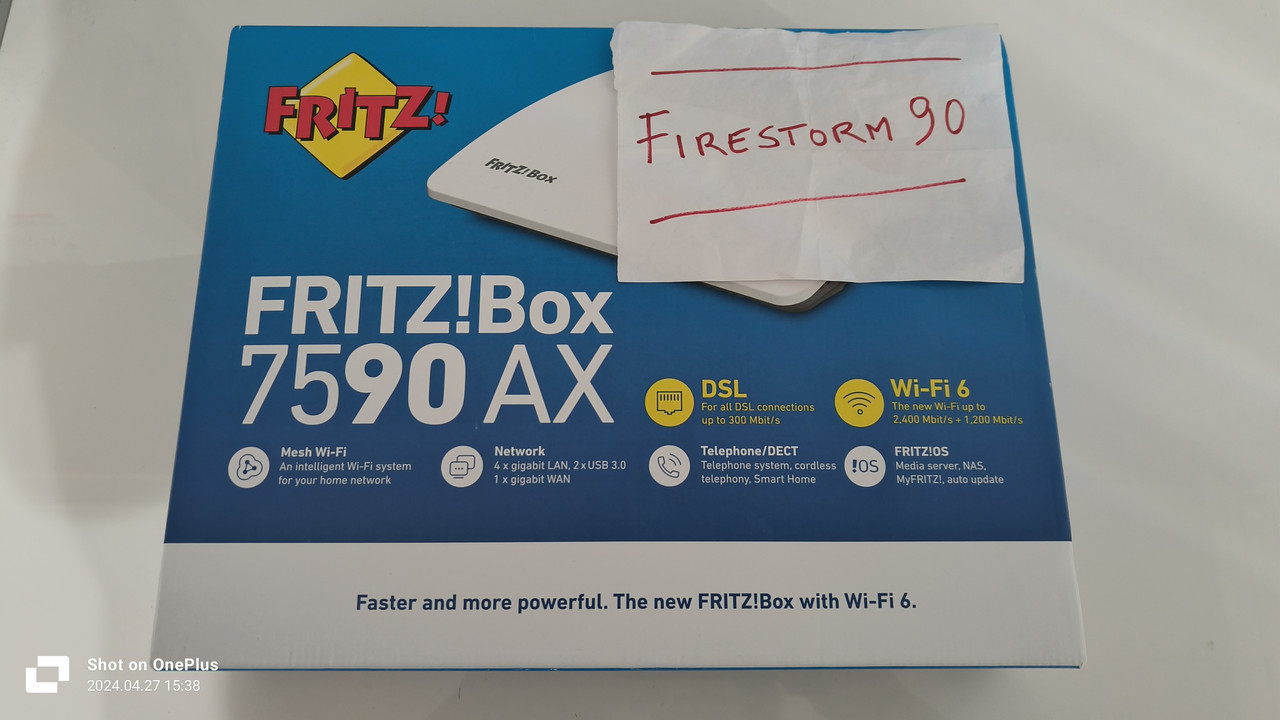 FRITZ!
FRITZ!Box
FIRESTORM 90
FRITZ!Box
7590 AX
DSL
For all DSL connections
up to 300 Mbit/s
Wi-Fi 6
The new Wi-Fi up to
2,400 Mbit/s + 1,200 Mbit/s
Mesh Wi-Fi
An intelligent Wi-Fi system
for your home network
Network
4 x gigabit LAN, 2 x USB 3.0
1 x gigabit WAN
Telephone/DECT
Telephone system, cordless
telephony, Smart Home
!OS
FRITZ!OS
Media server, NAS,
MyFRITZ!, auto update
Faster and more powerful. The new FRITZ!Box with Wi-Fi 6.
Shot on OnePlus
2024.04.27 15:38